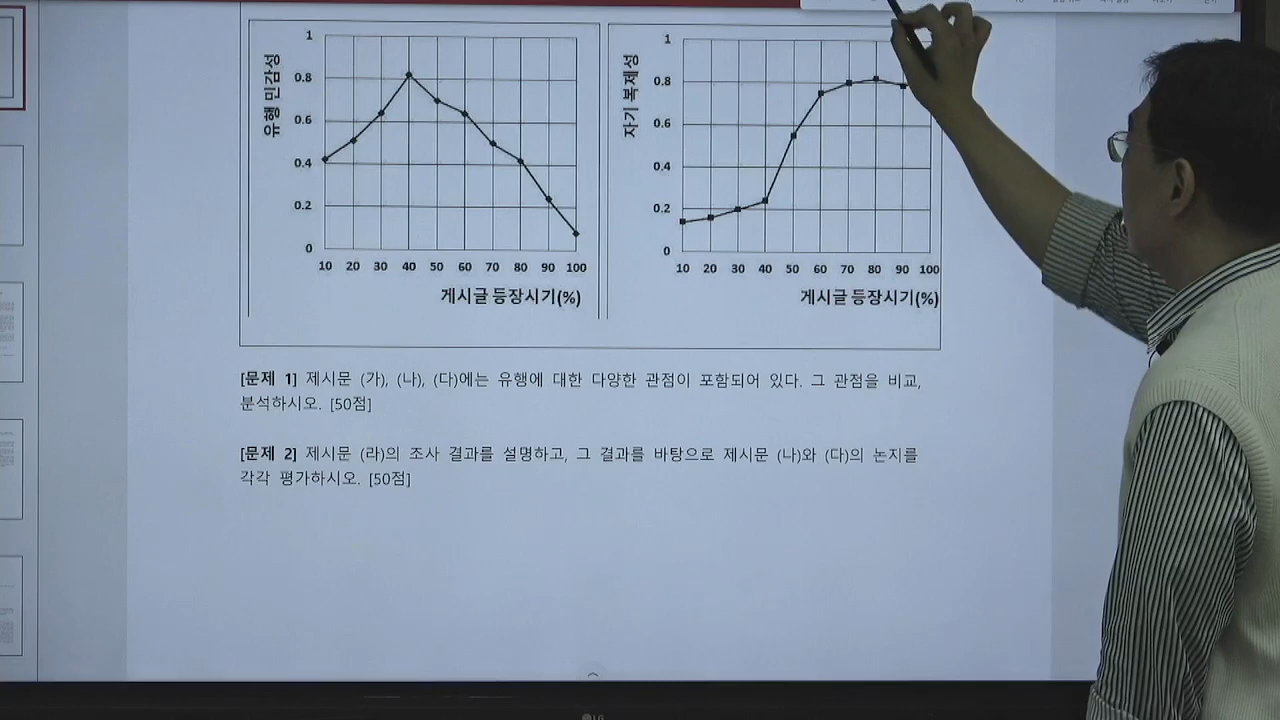 유행 민감성
1
0.8
0.6
0.4
0.2
0
10 20 30 40 50 60 70 80 90 100
게시글 등장시기(%)
자기 복제성
1
0.8
0.6
0.4
0.2
0
10 20 30 40 50 60 70 80 90 100
게시글 등장시기(%)
[문제 1] 제시문 (가), (나), (다)에는 유행에 대한 다양한 관점이 포함되어 있다. 그 관점을 비교,
분석하시오. [50점]
[문제 2] 제시문 (라)의 조사 결과를 설명하고, 그 결과를 바탕으로 제시문 (나)와 (다)의 논지를
각각 평가하시오. [50점]
LG